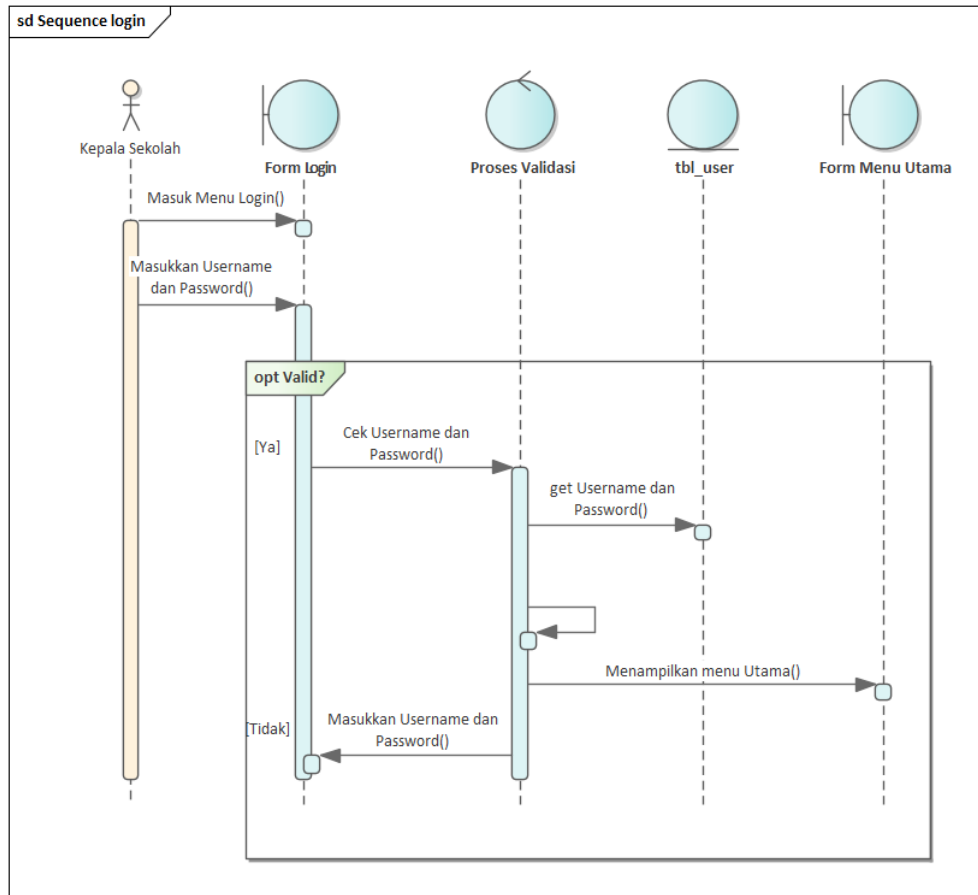 sd Sequence login
Kepala Sekolah
Form Login
Proses Validasi
tbl_user
Form Menu Utama
Masuk Menu Login()
Masukkan Username
dan Password()
opt Valid?
[Ya]
Cek Username dan
Password()
get Username dan
Password()
Menampilkan menu Utama()
[Tidak]
Masukkan Username dan
Password()